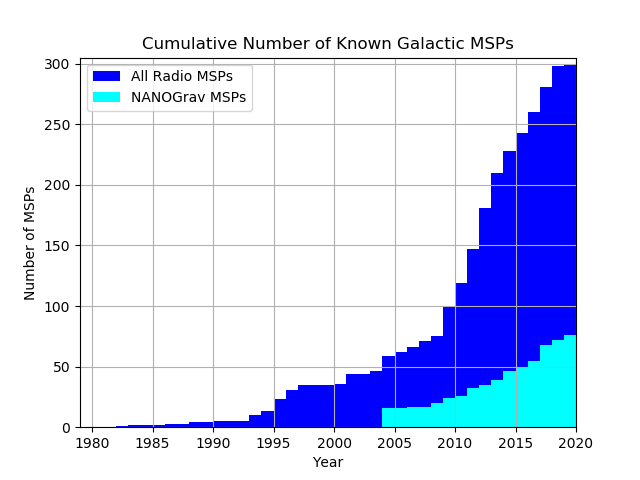 Cumulative Number of Known Galactic MSPs
All Radio MSPs
NANOGrav MSPs
300
250
200
150
100
50
0
Number of MSPs
1980 1985 1990 1995 2000 2005 2010 2015 2020
Year